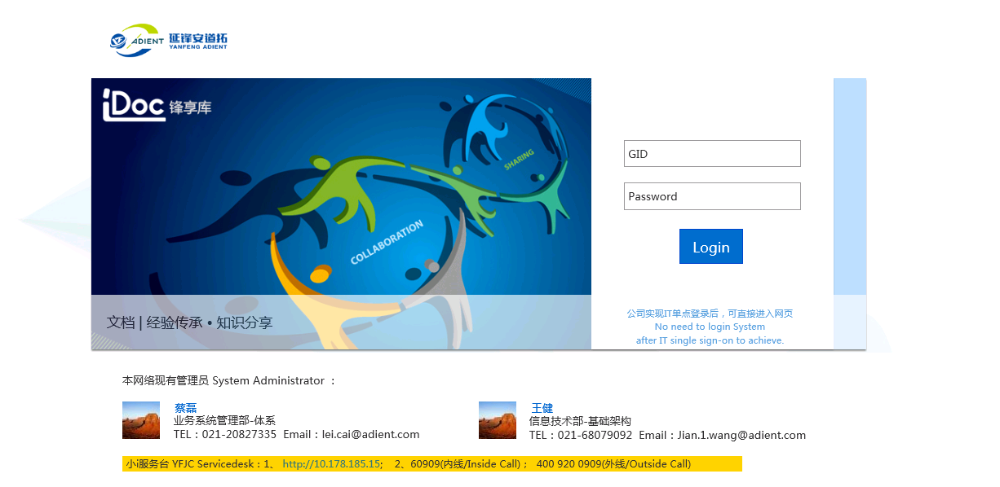 ADIENT 延锋安道拓
YANFENG ADIENT
iDoc 锋享库
SHARING
COLLABORATION
GID
Password
Login
文档 | 经验传承 • 知识分享
公司实现IT单点登录后，可直接进入网页
No need to login System
after IT single sign-on to achieve.
本网络现有管理员 System Administrator ：
蔡磊
业务系统管理部-体系
TEL：021-20827335 Email：lei.cai@adient.com
王健
信息技术部-基础架构
TEL：021-68079092 Email：Jian.1.wang@adient.com
小i服务台 YFJC Servicedesk：1、 http://10.178.185.15; 2、60909(内线/Inside Call)； 400 920 0909(外线/Outside Call)